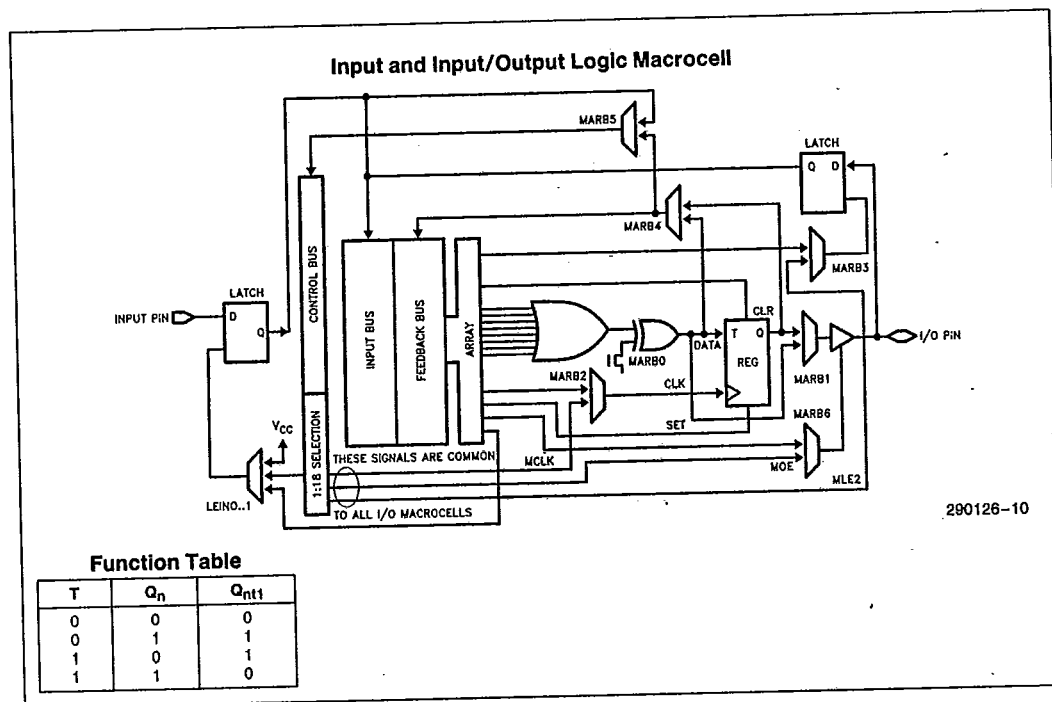 Input and Input/Output Logic Macrocell
MARB5
LATCH
Q D
MARB4
MARB3
CONTROL BUS
INPUT BUS
FEEDBACK BUS
ARRAY
LATCH
INPUT PIN
D
Q
CLR
T Q
REG
DATA
MARB0
I/O PIN
MARB1
MARB2
CLK
SET
MARB6
VCC
1:18 SELECTION
THESE SIGNALS ARE COMMON
MCLK
MOE
MLE2
LEIN0..1
TO ALL I/O MACROCELLS
290126-10
Function Table
T Qn Qnt1
0 0 0
0 1 1
1 0 1
1 1 0